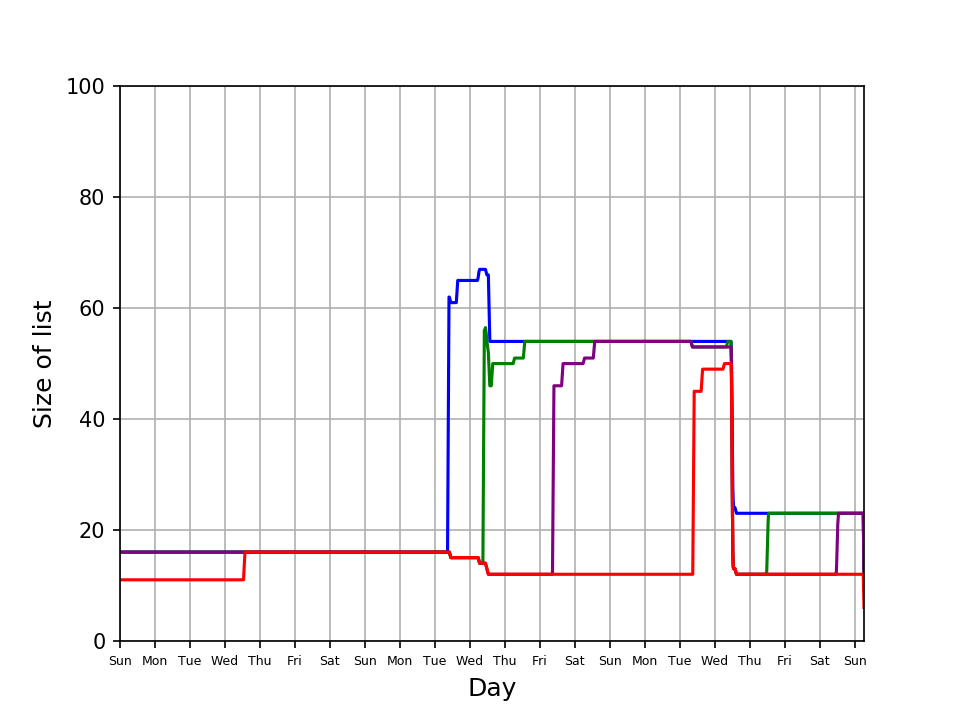 100
80
60
40
20
0
Size of list
Sun Mon Tue Wed Thu Fri Sat Sun Mon Tue Wed Thu Fri Sat Sun Mon Tue Wed Thu Fri Sat Sun
Day